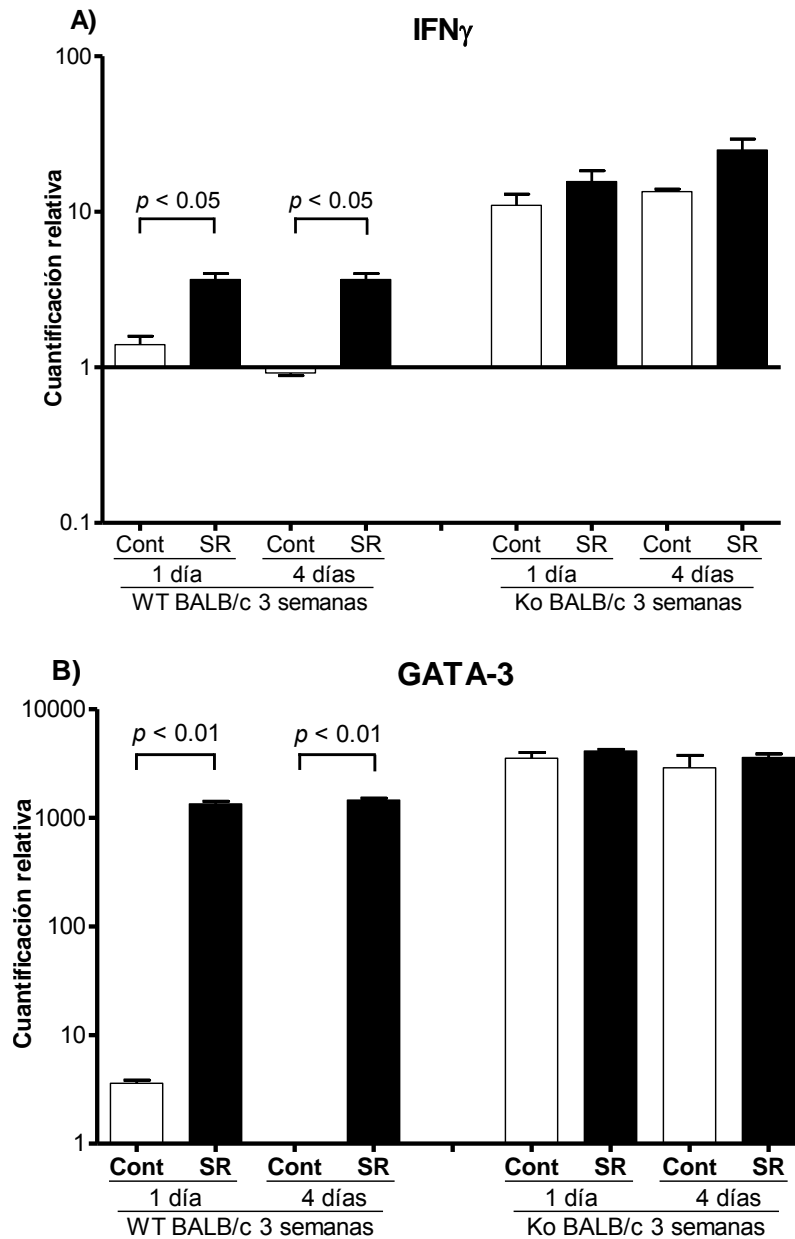 A)
IFNγ
Cuantificación relativa
100
10
1
0.1
p < 0.05
p < 0.05
Cont SR Cont SR Cont SR Cont SR
1 día 4 días 1 día 4 días
WT BALB/c 3 semanas Ko BALB/c 3 semanas
B)
GATA-3
Cuantificación relativa
10000
1000
100
10
1
p < 0.01
p < 0.01
Cont SR Cont SR Cont SR Cont SR
1 día 4 días 1 día 4 días
WT BALB/c 3 semanas Ko BALB/c 3 semanas